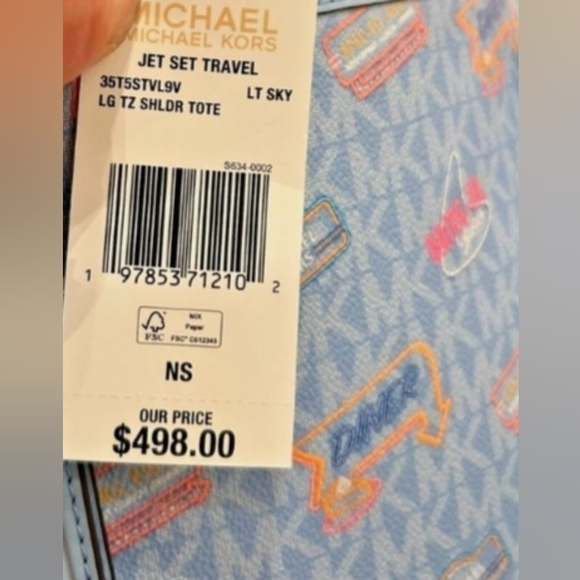 MICHAEL
MICHAEL KORS
JET SET TRAVEL
35T5STVL9V
LT SKY
LG TZ SHLDR TOTE
S634-0002
1 97853 71210 2
FSC
MIX
Paper
FSC® C012345
NS
OUR PRICE
$498.00
DINER